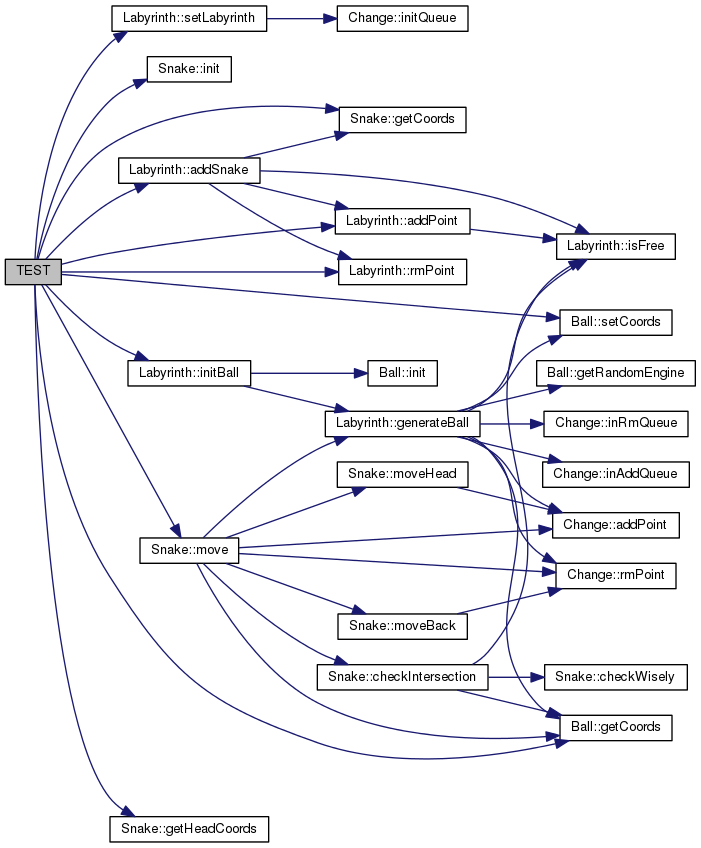 Labyrinth::setLabyrinth
Change::initQueue
Snake::init
Snake::getCoords
Labyrinth::addSnake
Labyrinth::addPoint
Labyrinth::isFree
TEST
Labyrinth::rmPoint
Ball::setCoords
Labyrinth::initBall
Ball::init
Ball::getRandomEngine
Labyrinth::generateBall
Change::inRmQueue
Snake::moveHead
Change::inAddQueue
Change::addPoint
Snake::move
Change::rmPoint
Snake::moveBack
Snake::checkIntersection
Snake::checkWisely
Ball::getCoords
Snake::getHeadCoords